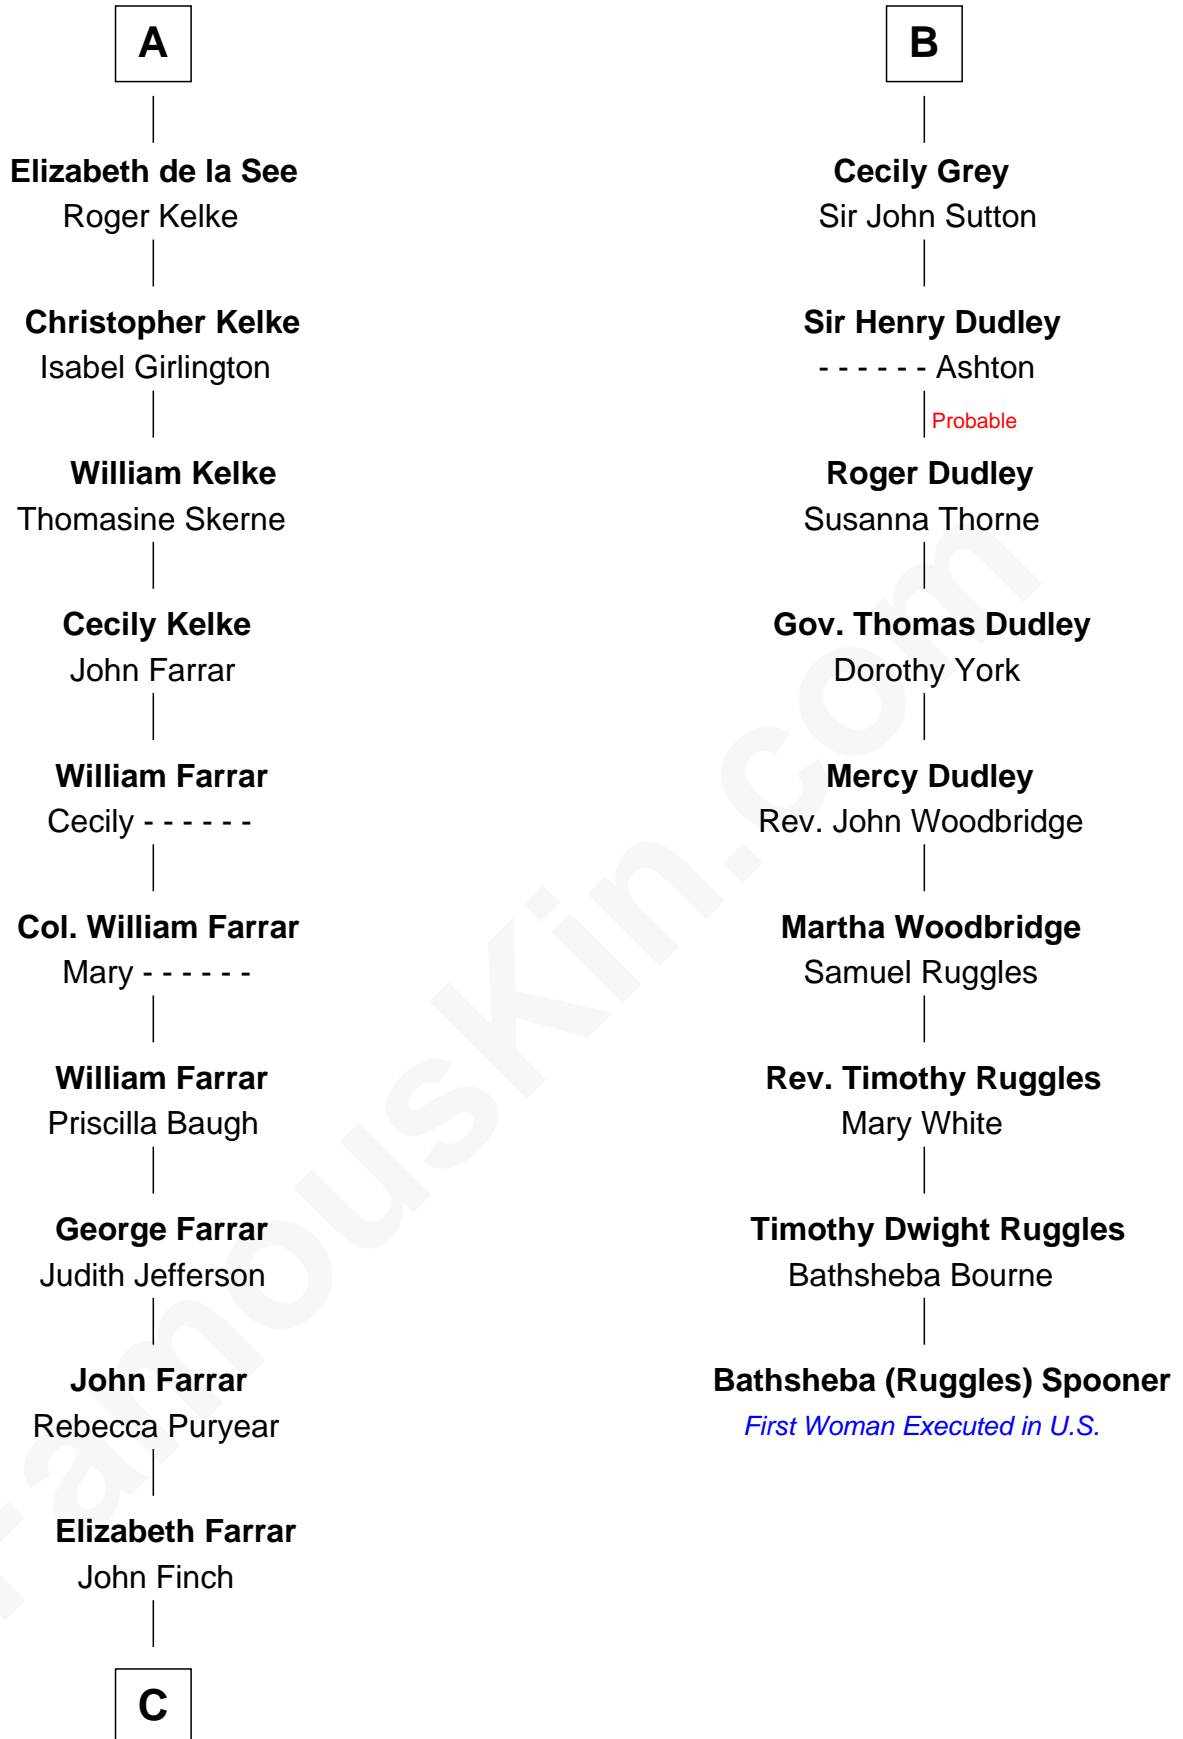 A
Elizabeth de la See
Roger Kelke
Christopher Kelke
Isabel Girlington
William Kelke
Thomasine Skerne
Cecily Kelke
John Farrar
William Farrar
Cecily - - - - - -
Col. William Farrar
Mary - - - - - -
William Farrar
Priscilla Baugh
George Farrar
Judith Jefferson
John Farrar
Rebecca Puryear
Elizabeth Farrar
John Finch
C
B
Cecily Grey
Sir John Sutton
Sir Henry Dudley
- - - - - - Ashton
Probable
Roger Dudley
Susanna Thorne
Gov. Thomas Dudley
Dorothy York
Mercy Dudley
Rev. John Woodbridge
Martha Woodbridge
Samuel Ruggles
Rev. Timothy Ruggles
Mary White
Timothy Dwight Ruggles
Bathsheba Bourne
Bathsheba (Ruggles) Spooner
First Woman Executed in U.S.
FamousKin.com